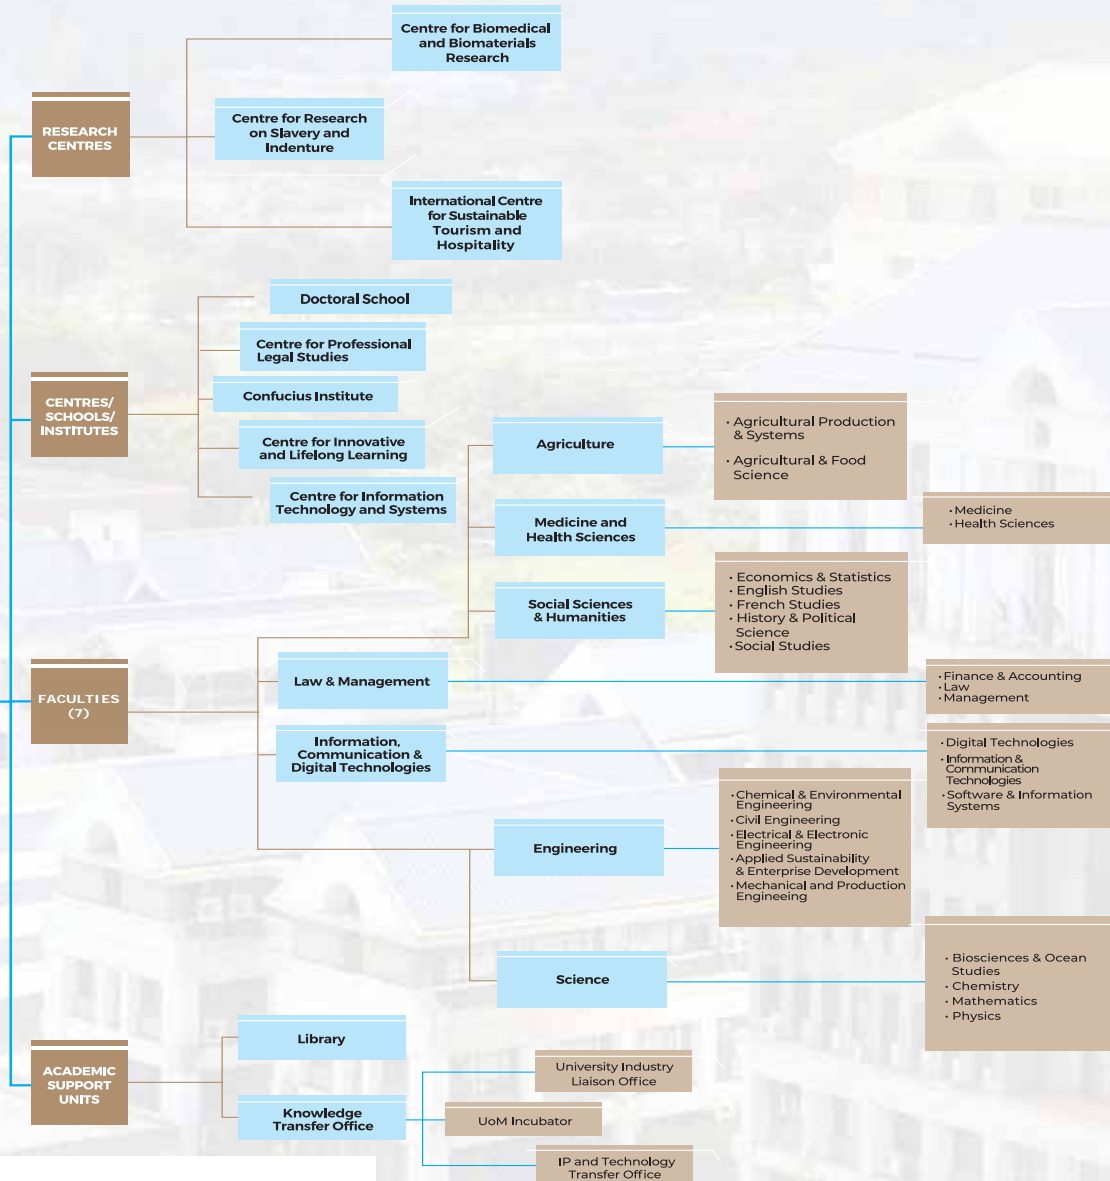 RESEARCH
CENTRES
Centre for Biomedical
and Biomaterials
Research
Centre for Research
on Slavery and
Indenture
International Centre
for Sustainable
Tourism and
Hospitality
CENTRES/
SCHOOLS/
INSTITUTES
Doctoral School
Centre for Professional
Legal Studies
Confucius Institute
Centre for Innovative
and Lifelong Learning
Centre for Information
Technology and Systems
FACULTIES
(7)
Agriculture
• Agricultural Production
& Systems
• Agricultural & Food
Science
Medicine and
Health Sciences
• Medicine
• Health Sciences
Social Sciences
& Humanities
• Economics & Statistics
• English Studies
• French Studies
• History & Political
Science
• Social Studies
Law & Management
• Finance & Accounting
• Law
• Management
Information,
Communication &
Digital Technologies
• Digital Technologies
• Information &
Communication
Technologies
• Software & Information
Systems
Engineering
• Chemical & Environmental
Engineering
• Civil Engineering
• Electrical & Electronic
Engineering
• Applied Sustainability
& Enterprise Development
• Mechanical and Production
Engineeing
Science
• Biosciences & Ocean
Studies
• Chemistry
• Mathematics
• Physics
ACADEMIC
SUPPORT
UNITS
Library
Knowledge
Transfer Office
University Industry
Liaison Office
UoM Incubator
IP and Technology
Transfer Office